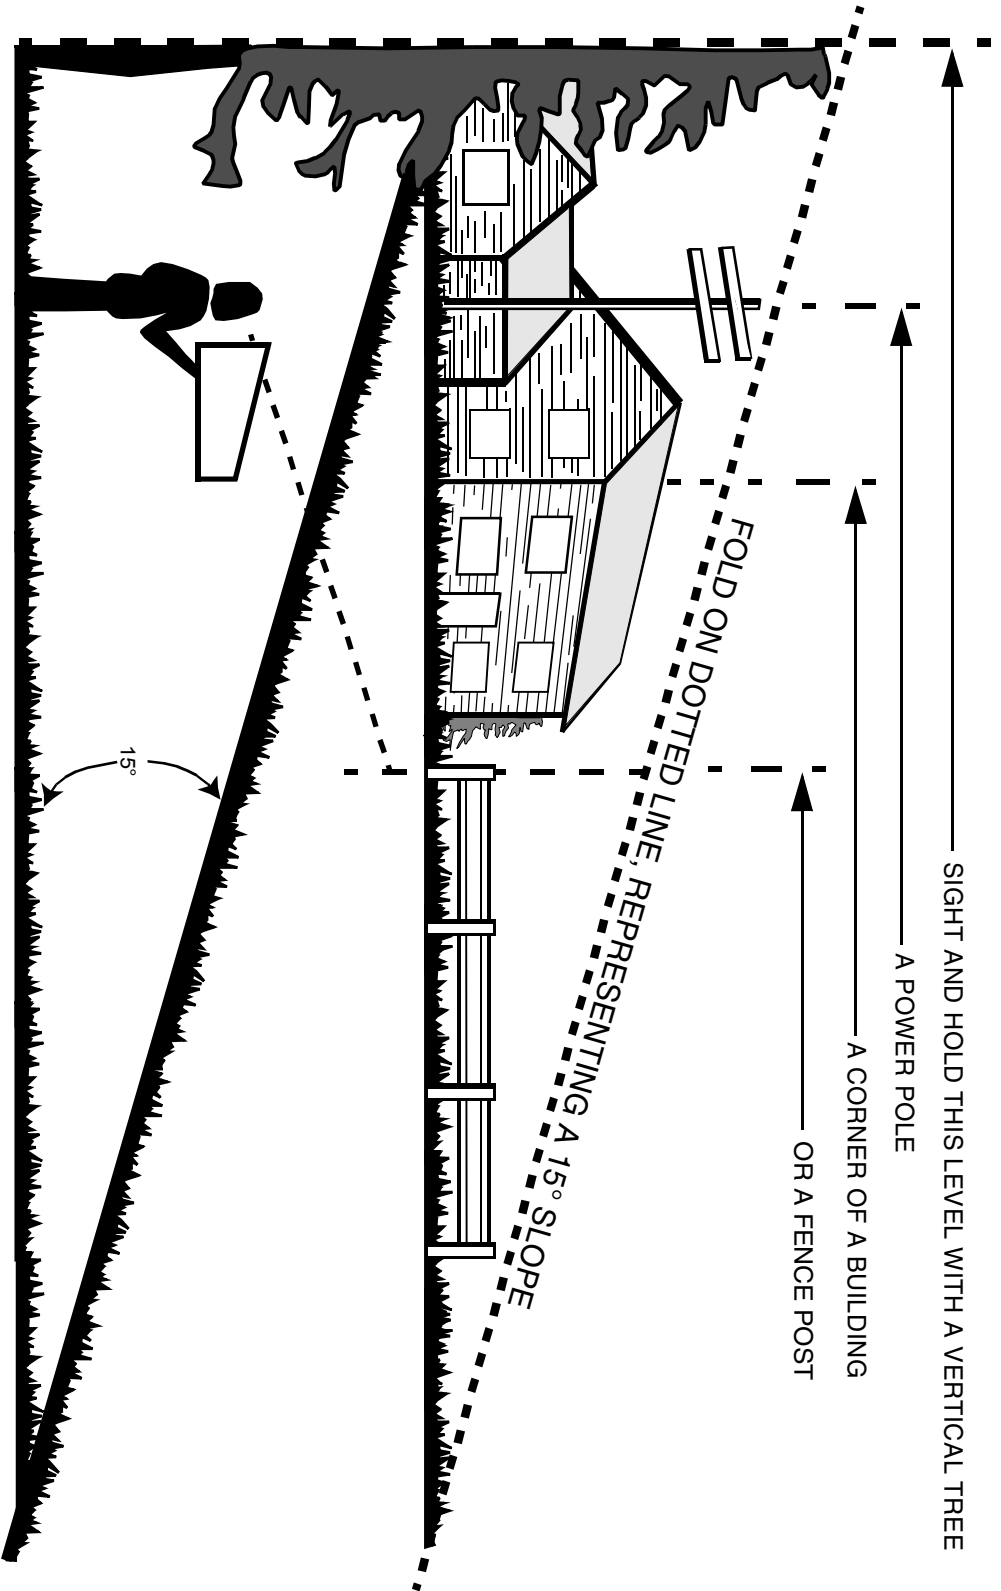 SIGHT AND HOLD THIS LEVEL WITH A VERTICAL TREE
A POWER POLE
A CORNER OF A BUILDING
OR A FENCE POST
FOLD ON DOTTED LINE, REPRESENTING A 15° SLOPE
15°